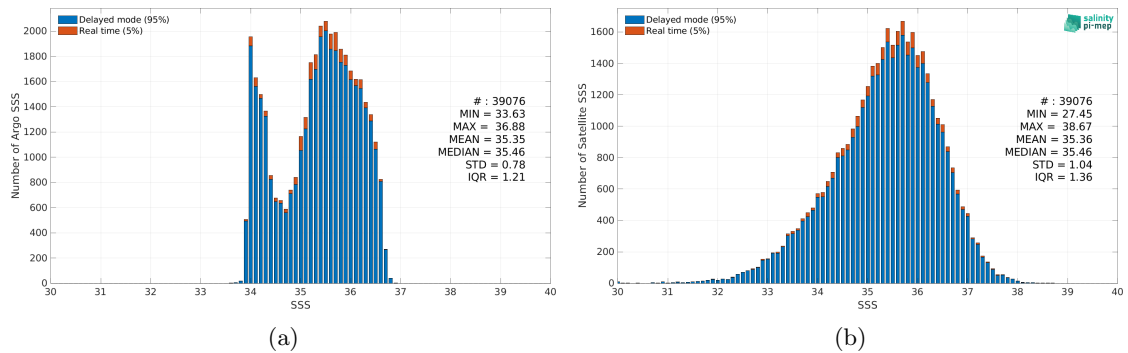 Delayed mode (95%)
Real time (5%)
Number of Argo SSS
2000
1800
1600
1400
1200
1000
800
600
400
200
0
# : 39076
MIN = 33.63
MAX = 36.88
MEAN = 35.35
MEDIAN = 35.46
STD = 0.78
IQR = 1.21
30 31 32 33 34 35 36 37 38 39 40
SSS
(a)
Delayed mode (95%)
Real time (5%)
salinity
pi-mep
Number of Satellite SSS
1600
1400
1200
1000
800
600
400
200
0
# : 39076
MIN = 27.45
MAX = 38.67
MEAN = 35.36
MEDIAN = 35.46
STD = 1.04
IQR = 1.36
30 31 32 33 34 35 36 37 38 39 40
SSS
(b)